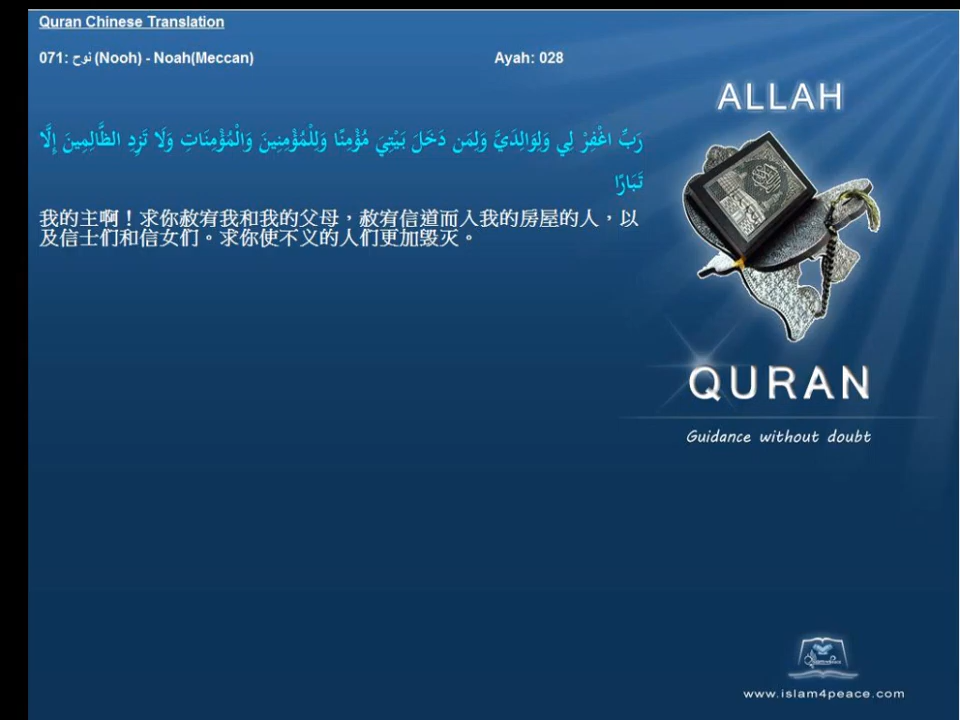 Quran Chinese Translation
071: نوح (Nooh) - Noah(Meccan)
Ayah: 028
رَبِّ اغْفِرْ لِي وَلِوَالِدَيَّ وَلِمَن دَخَلَ بَيْتِيَ مُؤْمِنًا وَلِلْمُؤْمِنِينَ وَالْمُؤْمِنَاتِ وَلَا تَزِدِ الظَّالِمِينَ إِلَّا
تَبَارًا
我的主啊！求你赦宥我和我的父母，赦宥信道而入我的房屋的人，以
及信士们和信女们。求你使不义的人们更加毁灭。
ALLAH
QURAN
Guidance without doubt
www.islam4peace.com